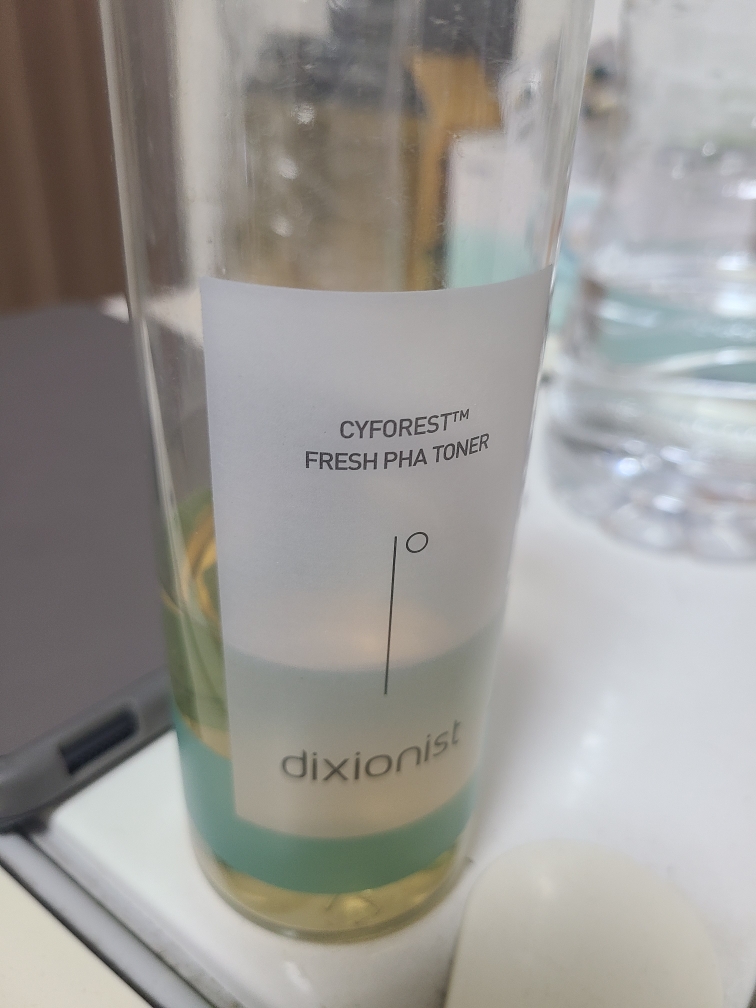 CYFOREST™
FRESH PHA TONER
dixionist